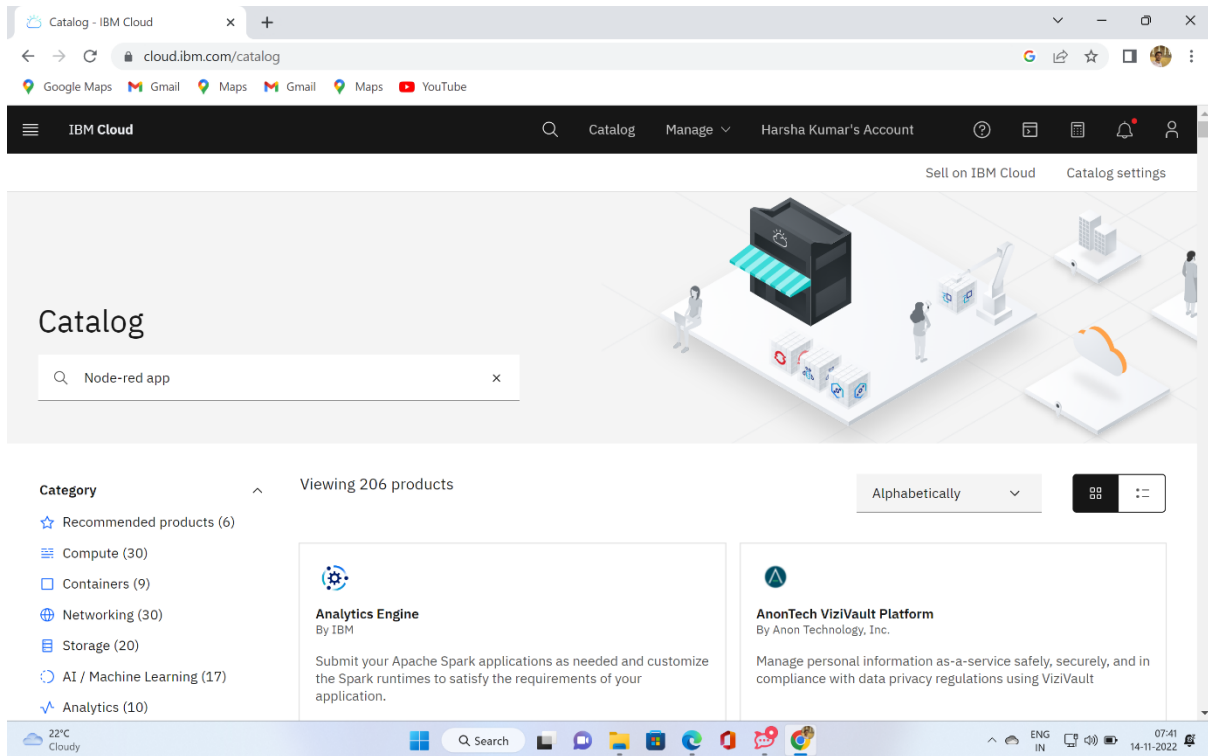 Catalog - IBM Cloud
cloud.ibm.com/catalog
Google Maps Gmail Maps Gmail Maps YouTube
IBM Cloud Catalog Manage Harsha Kumar's Account
Sell on IBM Cloud Catalog settings
Catalog
Node-red app
Category
Viewing 206 products
Alphabetically
Recommended products (6)
Compute (30)
Containers (9)
Networking (30)
Storage (20)
AI / Machine Learning (17)
Analytics (10)
Analytics Engine
By IBM
Submit your Apache Spark applications as needed and customize
the Spark runtimes to satisfy the requirements of your
application.
AnonTech ViziVault Platform
By Anon Technology, Inc.
Manage personal information as-a-service safely, securely, and in
compliance with data privacy regulations using ViziVault
22°C
Cloudy
Search
ENG
IN
07:41
14-11-2022